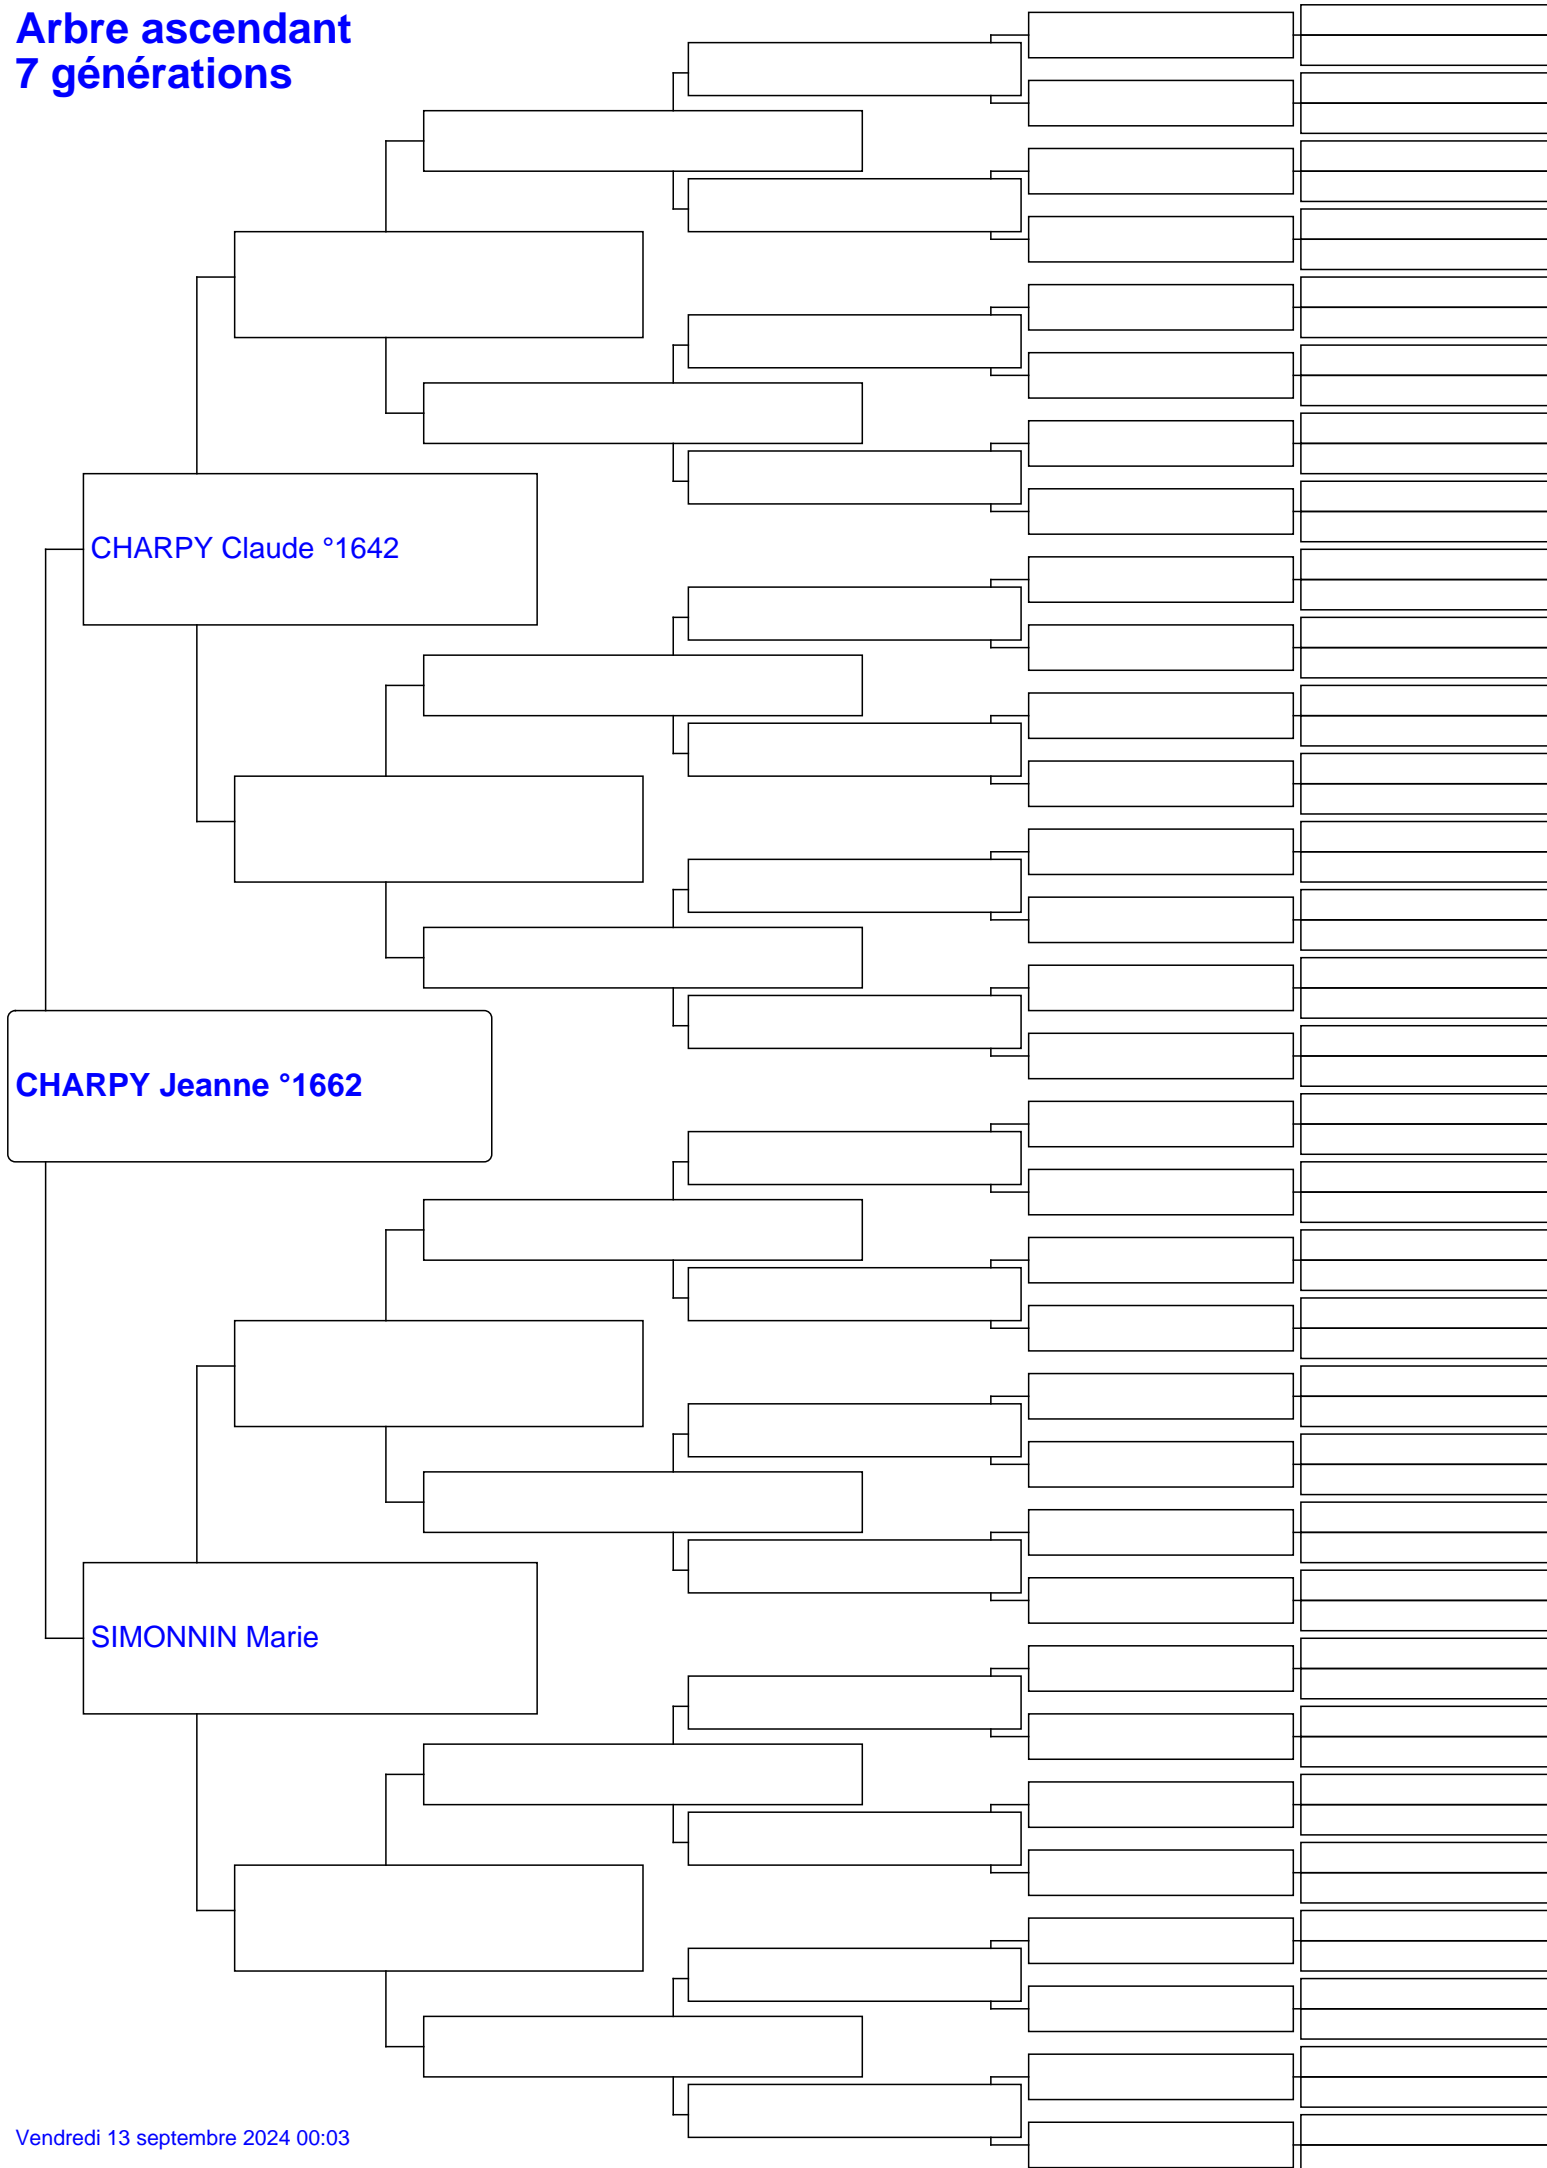 Arbre ascendant
7 générations
CHARPY Claude °1642
CHARPY Jeanne °1662
SIMONNIN Marie
Vendredi 13 septembre 2024 00:03